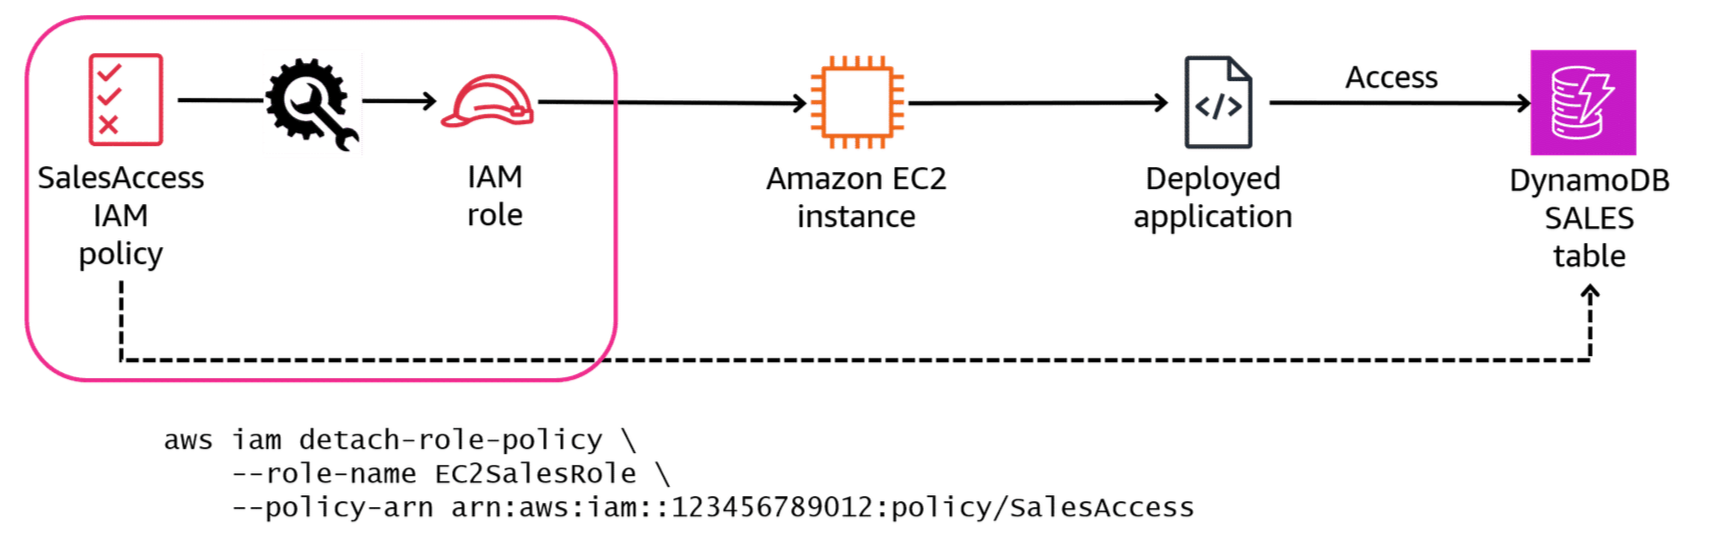 Access
SalesAccess
IAM
policy
IAM
role
Amazon EC2
instance
Deployed
application
DynamoDB
SALES
table
aws iam detach-role-policy \
--role-name EC2SalesRole \
--policy-arn arn:aws:iam::123456789012:policy/SalesAccess